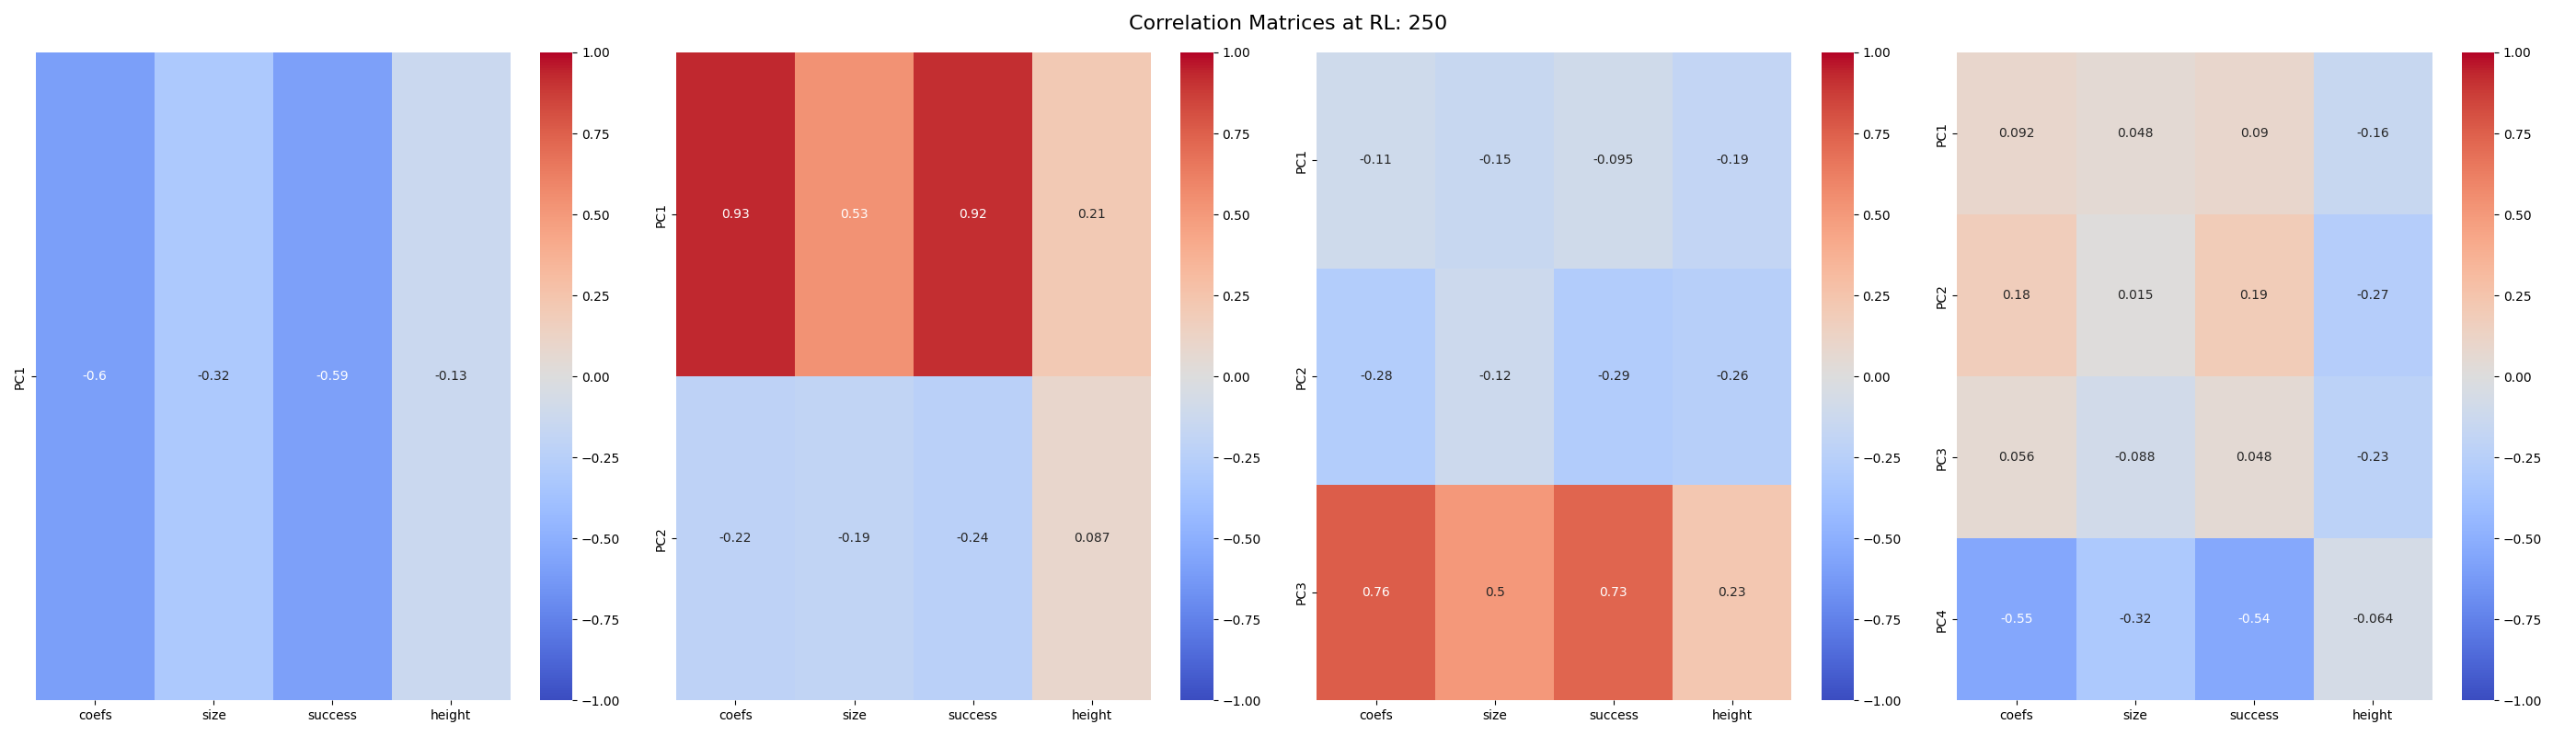 Correlation Matrices at RL: 250
PC1
-0.6 -0.32 -0.59 -0.13
coefs size success height
1.00
0.75
0.50
0.25
0.00
−0.25
−0.50
−0.75
−1.00
PC1
0.93 0.53 0.92 0.21
PC2
-0.22 -0.19 -0.24 0.087
coefs size success height
1.00
0.75
0.50
0.25
0.00
−0.25
−0.50
−0.75
−1.00
PC1
-0.11 -0.15 -0.095 -0.19
PC2
-0.28 -0.12 -0.29 -0.26
PC3
0.76 0.5 0.73 0.23
coefs size success height
1.00
0.75
0.50
0.25
0.00
−0.25
−0.50
−0.75
−1.00
PC1
0.092 0.048 0.09 -0.16
PC2
0.18 0.015 0.19 -0.27
PC3
0.056 -0.088 0.048 -0.23
PC4
-0.55 -0.32 -0.54 -0.064
coefs size success height
1.00
0.75
0.50
0.25
0.00
−0.25
−0.50
−0.75
−1.00